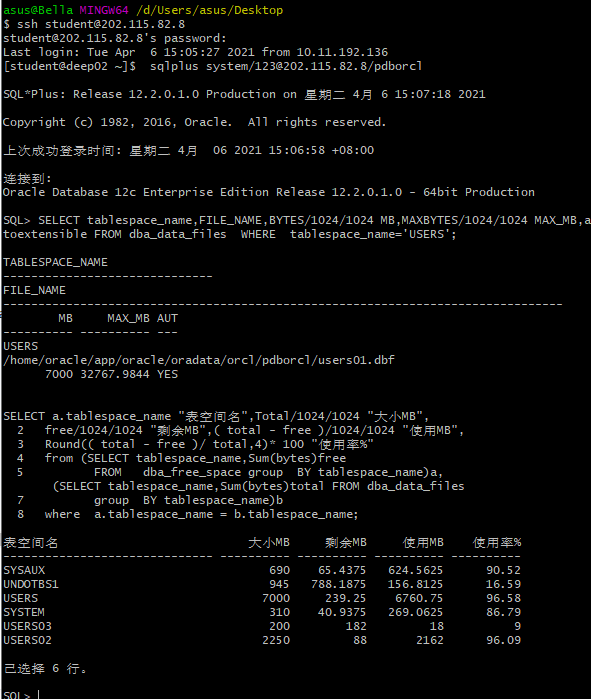 asus@Bella MINGW64 /d/Users/asus/Desktop
$ ssh student@202.115.82.8
student@202.115.82.8's password:
Last login: Tue Apr  6 15:05:27 2021 from 10.11.192.136
[student@deep02 ~]$  sqlplus system/123@202.115.82.8/pdborcl
SQL*Plus: Release 12.2.0.1.0 Production on 星期二 4月 6 15:07:18 2021
Copyright (c) 1982, 2016, Oracle.  All rights reserved.
上次成功登录时间: 星期二 4月  06 2021 15:06:58 +08:00
连接到:
Oracle Database 12c Enterprise Edition Release 12.2.0.1.0 - 64bit Production
SQL> SELECT tablespace_name,FILE_NAME,BYTES/1024/1024 MB,MAXBYTES/1024/1024 MAX_MB,a
toextensible FROM dba_data_files  WHERE  tablespace_name='USERS';
TABLESPACE_NAME
------------------------------
FILE_NAME
--------------------------------------------------------------------------------
        MB     MAX_MB AUT
---------- ---------- ---
USERS
/home/oracle/app/oracle/oradata/orcl/pdborcl/users01.dbf
      7000 32767.9844 YES
SELECT a.tablespace_name "表空间名",Total/1024/1024 "大小MB",
  2   free/1024/1024 "剩余MB",( total - free )/1024/1024 "使用MB",
  3   Round(( total - free )/ total,4)* 100 "使用率%"
  4   from (SELECT tablespace_name,Sum(bytes)free
  5          FROM   dba_free_space group  BY tablespace_name)a,
       (SELECT tablespace_name,Sum(bytes)total FROM dba_data_files
  7          group  BY tablespace_name)b
  8   where  a.tablespace_name = b.tablespace_name;
表空间名                           大小MB     剩余MB     使用MB    使用率%
------------------------------ ---------- ---------- ---------- ----------
SYSAUX                                690    65.4375   624.5625      90.52
UNDOTBS1                              945   788.1875   156.8125      16.59
USERS                                7000     239.25    6760.75      96.58
SYSTEM                                310    40.9375   269.0625      86.79
USERS03                               200        182         18          9
USERS02                              2250         88       2162      96.09
已选择 6 行。
SQL>